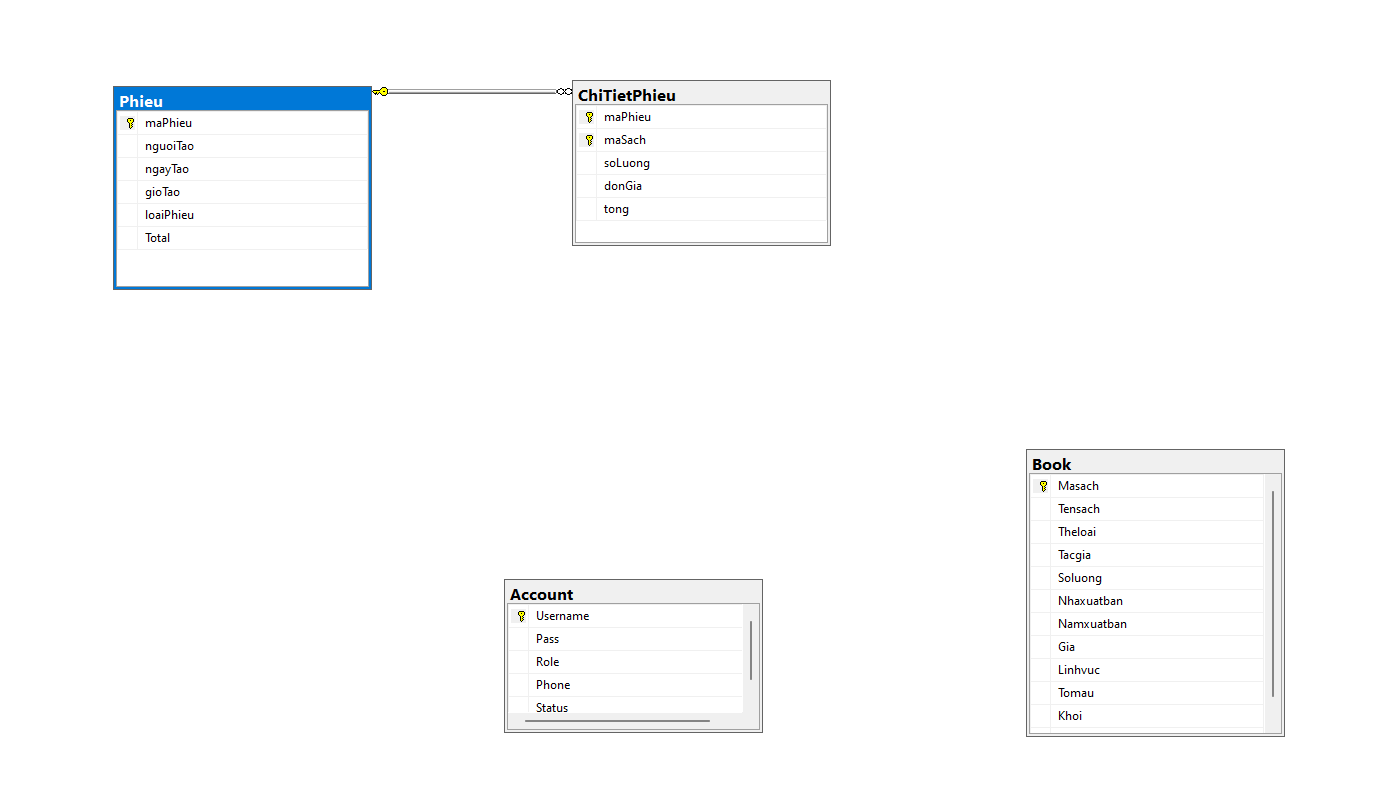 Phieu
maPhieu
nguoiTao
ngayTao
gioTao
loaiPhieu
Total
ChiTietPhieu
maPhieu
maSach
soLuong
donGia
tong
Account
Username
Pass
Role
Phone
Status
Book
Masach
Tensach
Theloai
Tacgia
Soluong
Nhaxuatban
Namxuatban
Gia
Linhvuc
Tomau
Khoi